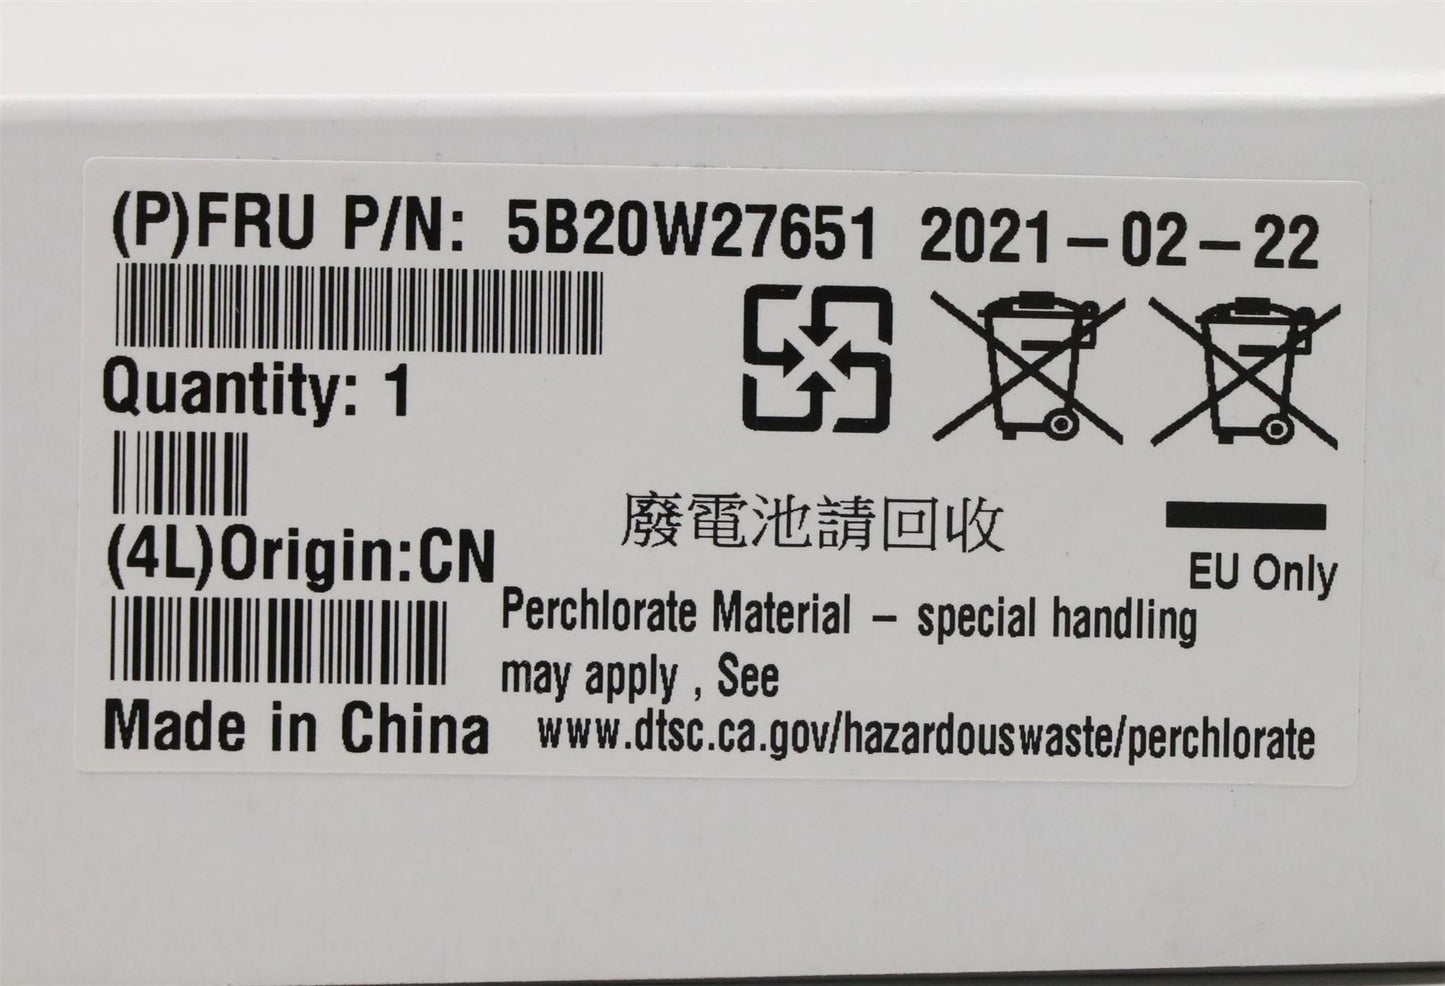 (P)FRU P/N: 5B20W27651 2021-02-22
Quantity: 1
廢電池請回收
EU Only
(4L)Origin:CN
Perchlorate Material - special handling
may apply , See
Made in China
www.dtsc.ca.gov/hazardouswaste/perchlorate